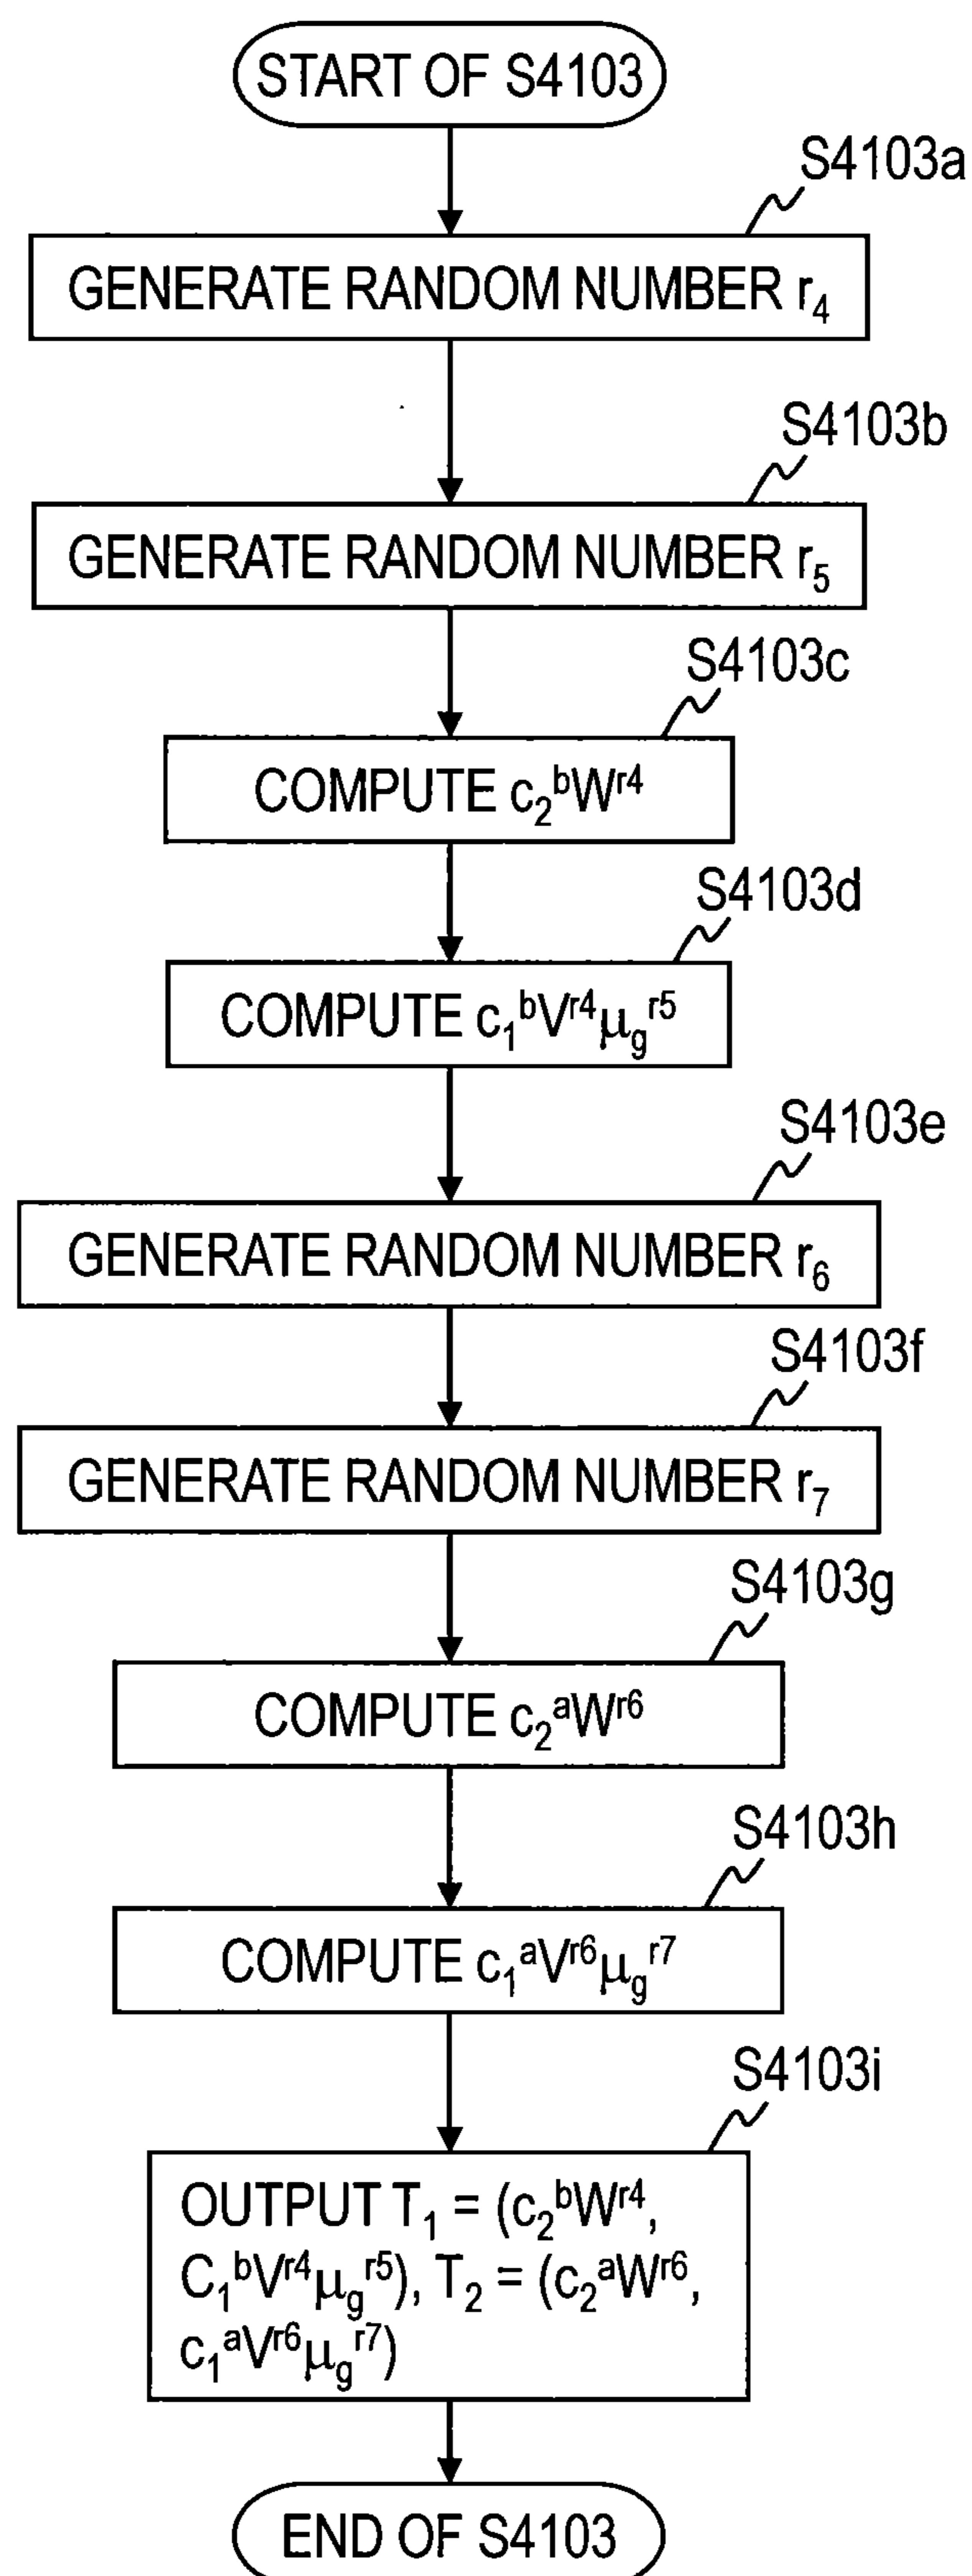 START OF S4103
S4103a
GENERATE RANDOM NUMBER r₄
S4103b
GENERATE RANDOM NUMBER r₅
S4103c
COMPUTE c₂ᵇWʳ⁴
S4103d
COMPUTE c₁ᵇVʳ⁴μgʳ⁵
S4103e
GENERATE RANDOM NUMBER r₆
S4103f
GENERATE RANDOM NUMBER r₇
S4103g
COMPUTE c₂ᵃWʳ⁶
S4103h
COMPUTE c₁ᵃVʳ⁶μgʳ⁷
S4103i
OUTPUT T₁ = (c₂ᵇWʳ⁴,
C₁ᵇVʳ⁴μgʳ⁵), T₂ = (c₂ᵃWʳ⁶,
c₁ᵃVʳ⁶μgʳ⁷)
END OF S4103